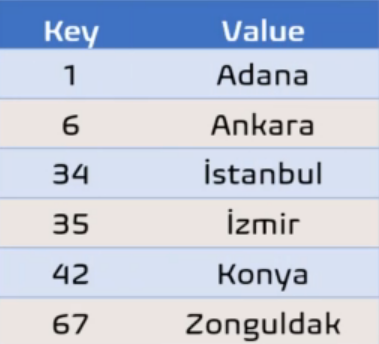 Key Value
1 Adana
6 Ankara
34 İstanbul
35 İzmir
42 Konya
67 Zonguldak